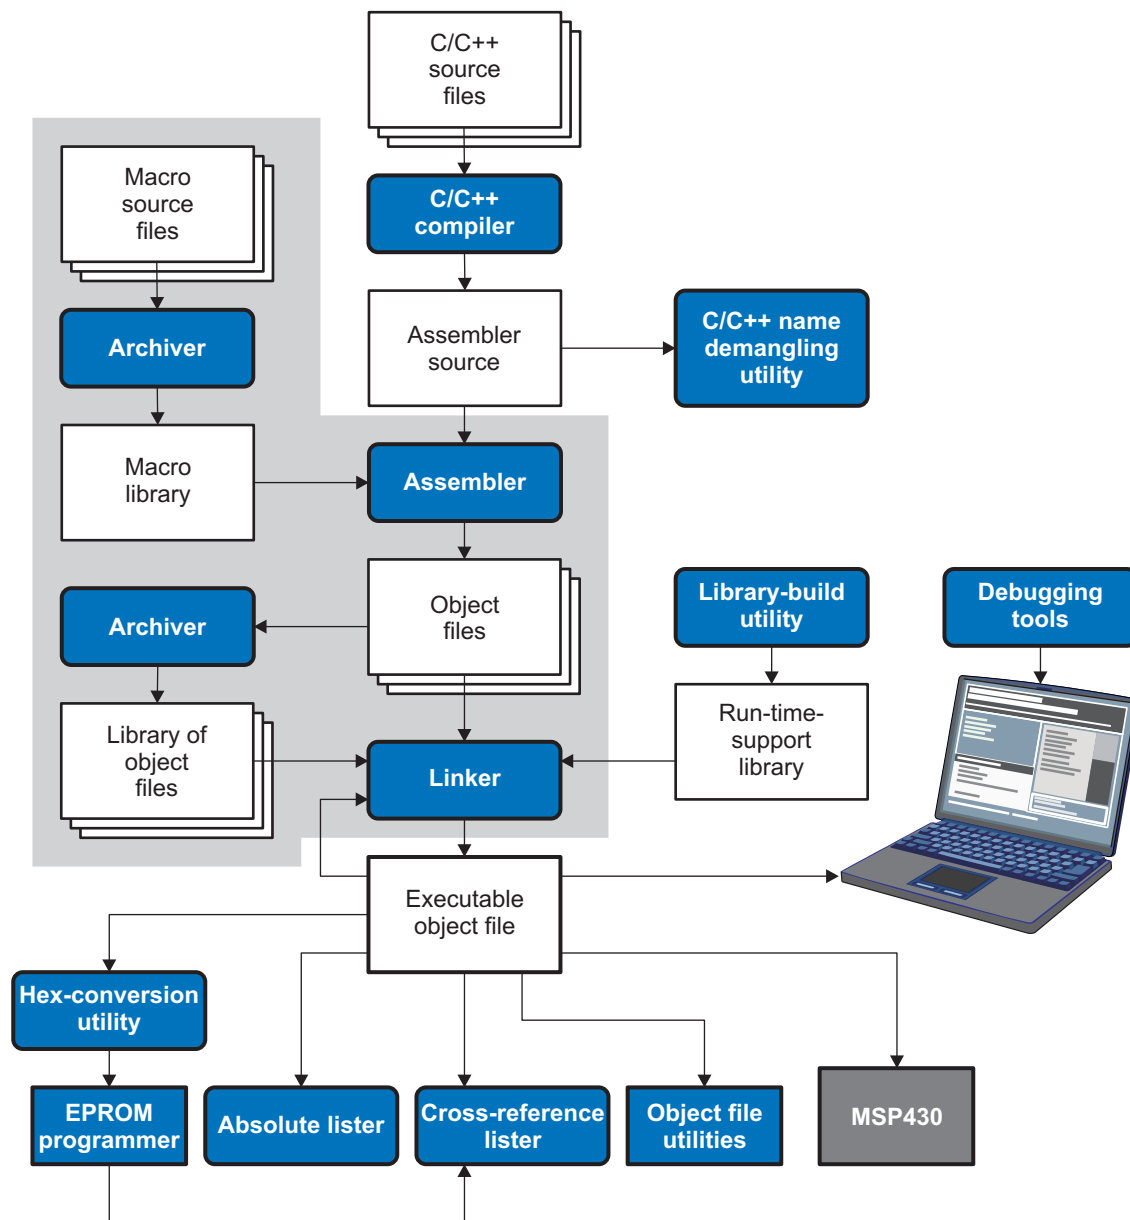 C/C++
source
files
Macro
source
files
C/C++
compiler
Archiver
Assembler
source
C/C++ name
demangling
utility
Macro
library
Assembler
Archiver
Object
files
Library-build
utility
Debugging
tools
Library of
object
files
Linker
Run-time-
support
library
Executable
object file
Hex-conversion
utility
EPROM
programmer
Absolute lister
Cross-reference
lister
Object file
utilities
MSP430